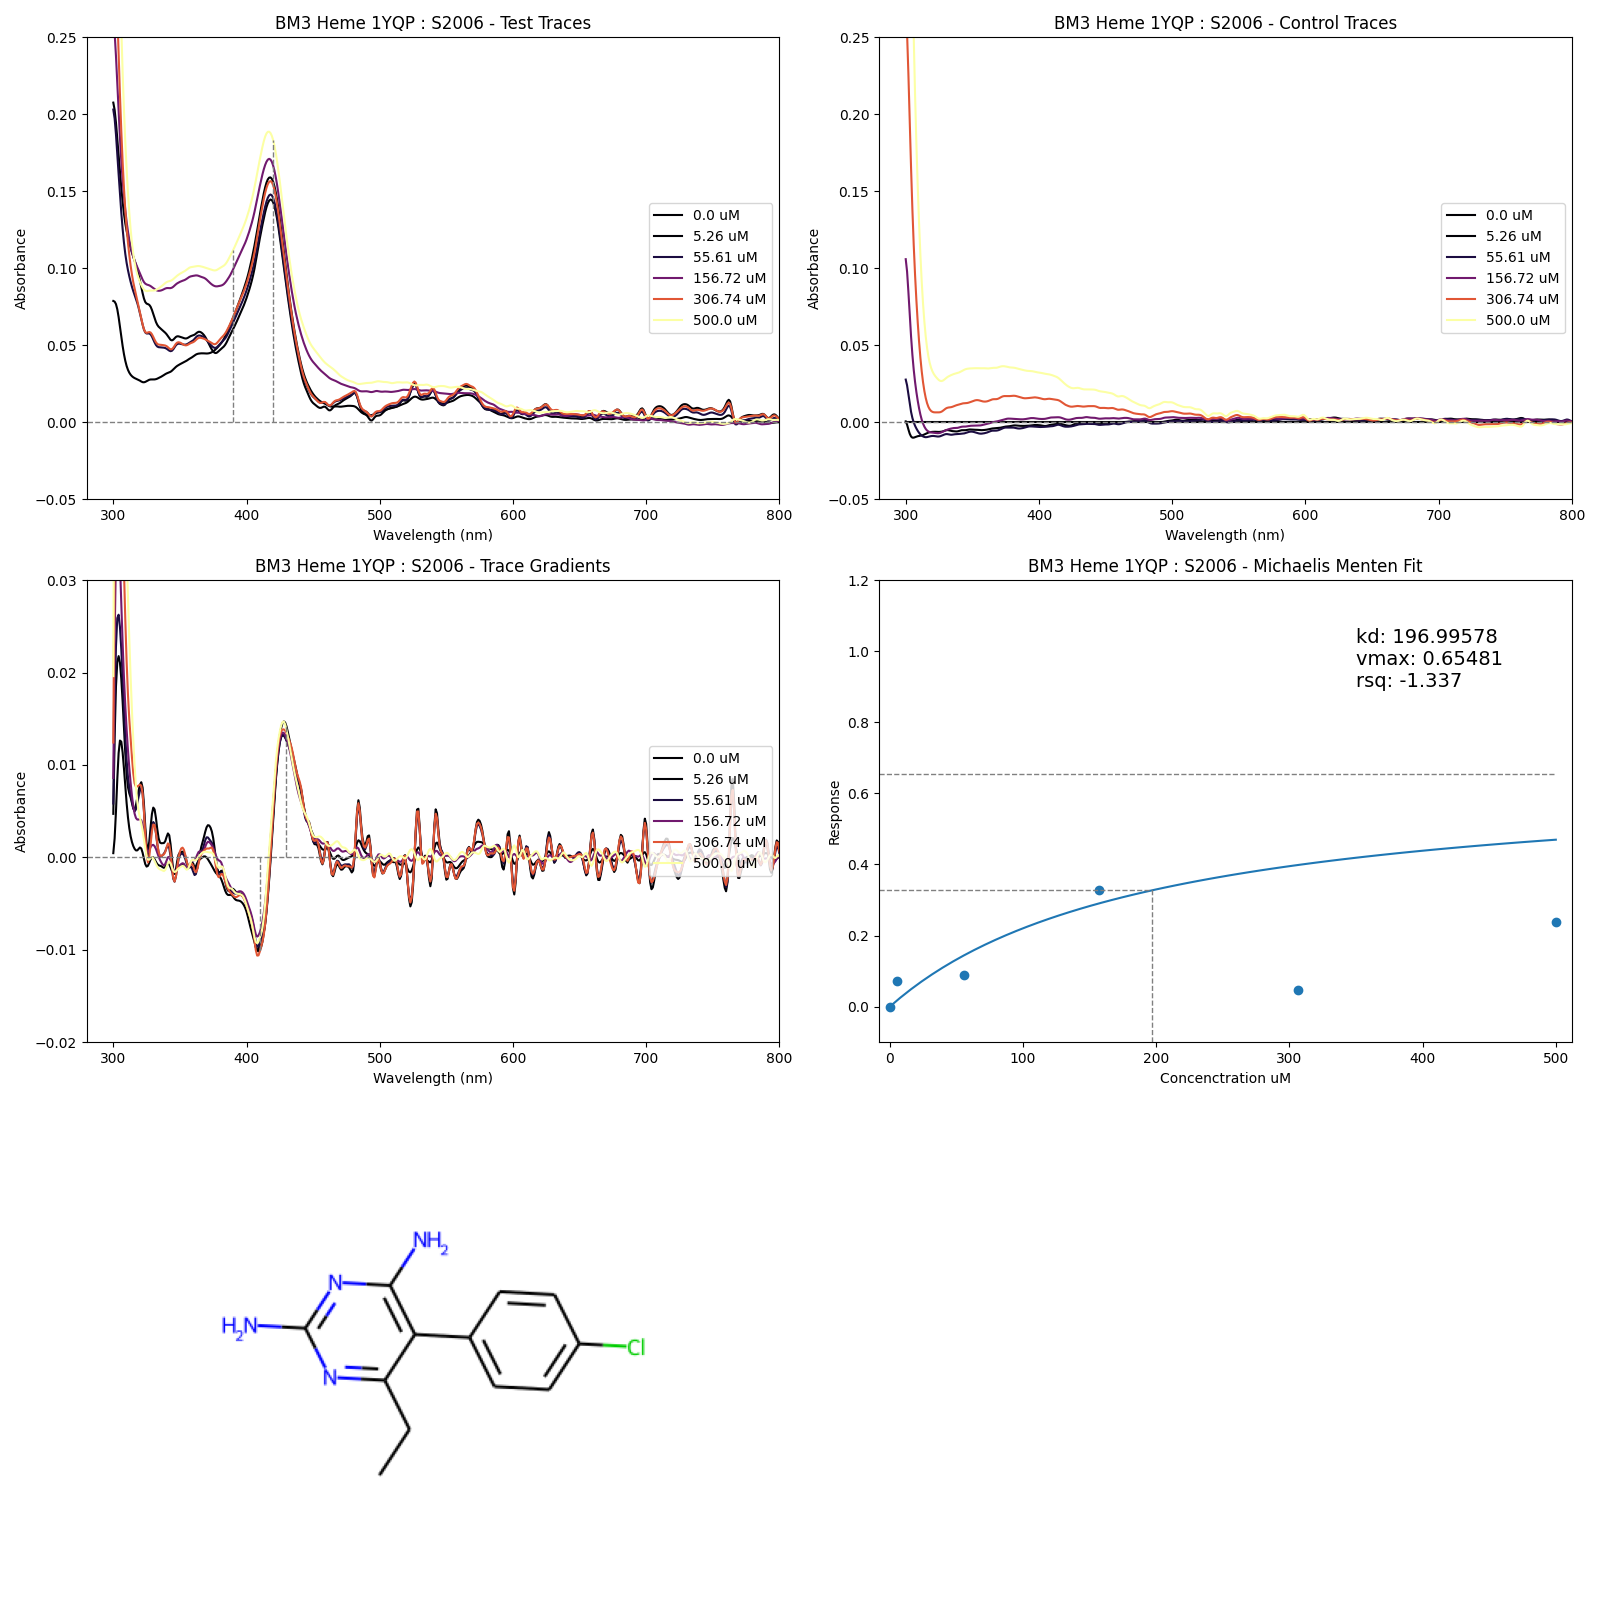 BM3 Heme 1YQP : S2006 - Test Traces
0.25
0.20
0.15
0.10
0.05
0.00
−0.05
Absorbance
300 400 500 600 700 800
Wavelength (nm)
0.0 uM
5.26 uM
55.61 uM
156.72 uM
306.74 uM
500.0 uM
BM3 Heme 1YQP : S2006 - Control Traces
0.25
0.20
0.15
0.10
0.05
0.00
−0.05
Absorbance
300 400 500 600 700 800
Wavelength (nm)
0.0 uM
5.26 uM
55.61 uM
156.72 uM
306.74 uM
500.0 uM
BM3 Heme 1YQP : S2006 - Trace Gradients
0.03
0.02
0.01
0.00
−0.01
−0.02
Absorbance
300 400 500 600 700 800
Wavelength (nm)
0.0 uM
5.26 uM
55.61 uM
156.72 uM
306.74 uM
500.0 uM
BM3 Heme 1YQP : S2006 - Michaelis Menten Fit
1.2
1.0
0.8
0.6
0.4
0.2
0.0
Response
0 100 200 300 400 500
Concenctration uM
kd: 196.99578
vmax: 0.65481
rsq: -1.337
NH2
N
H2N
N
Cl